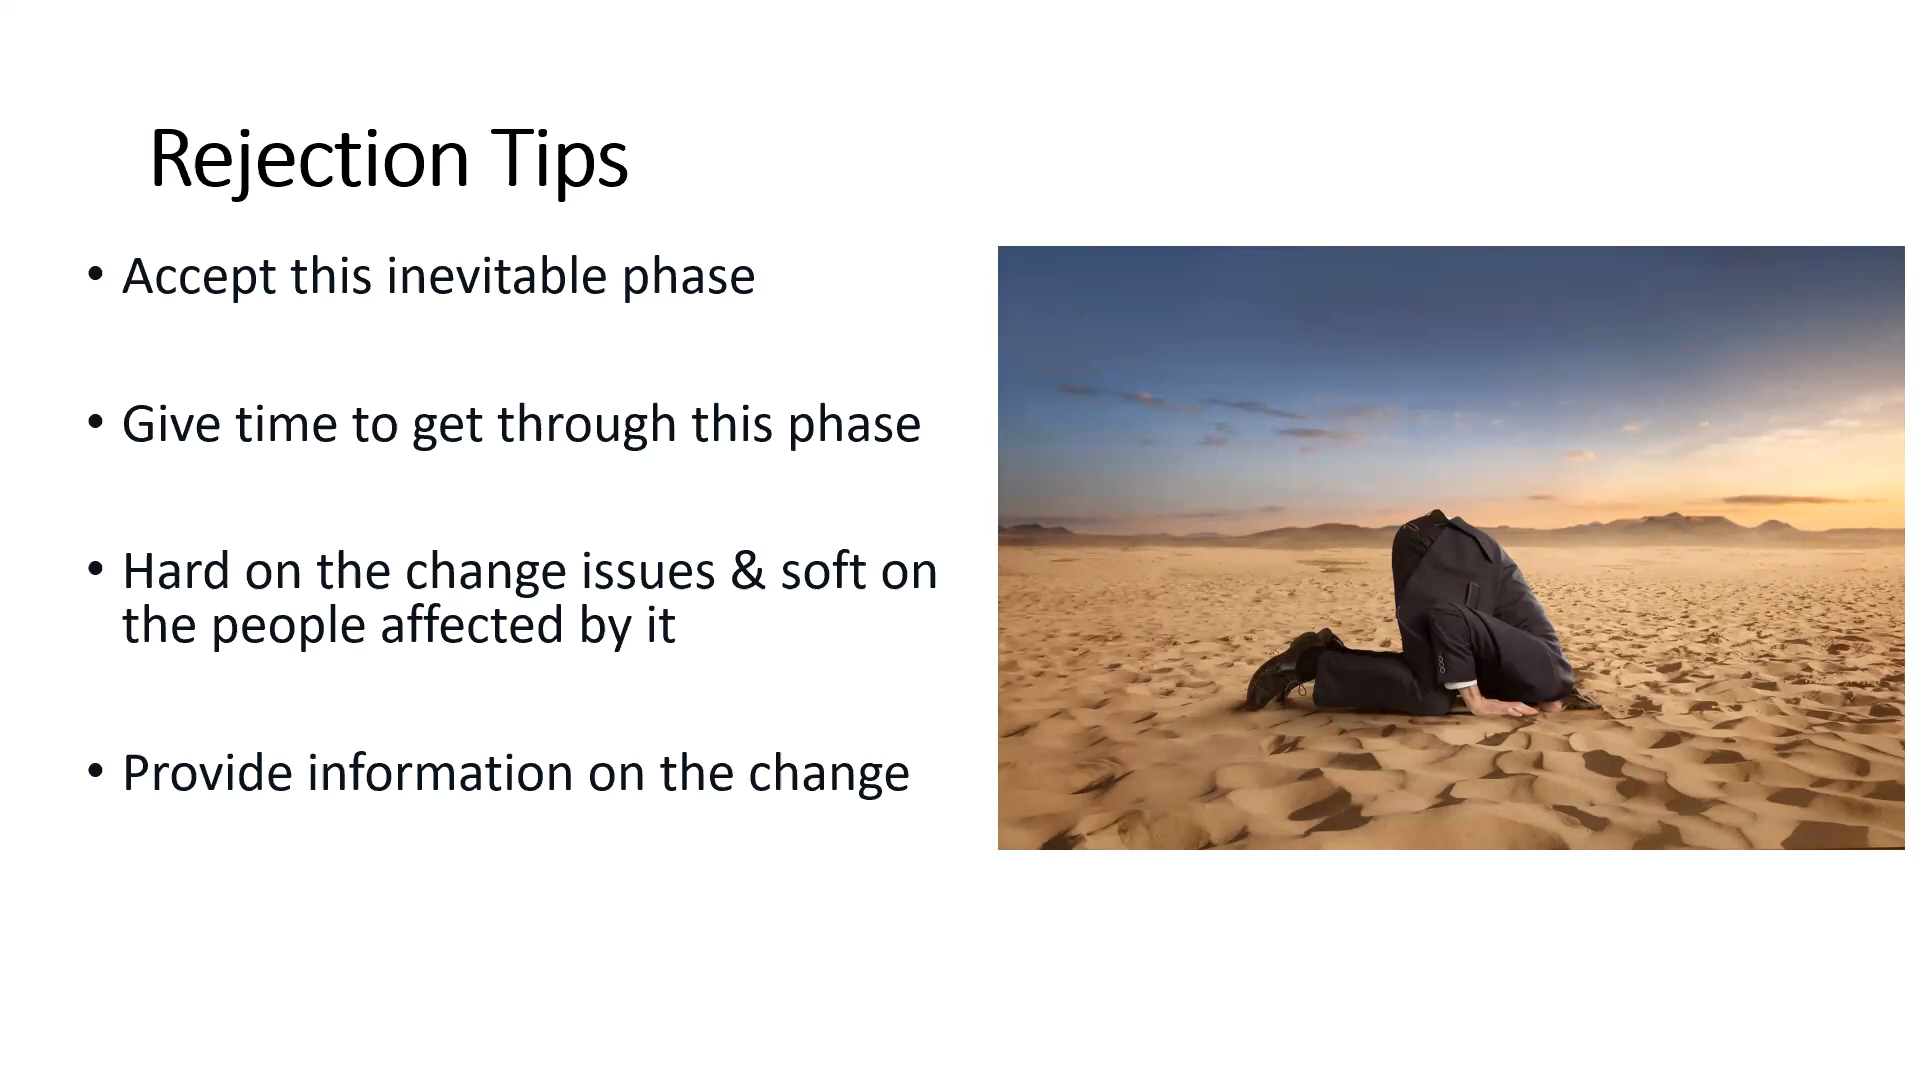 Rejection Tips
• Accept this inevitable phase
• Give time to get through this phase
• Hard on the change issues & soft on
the people affected by it
• Provide information on the change